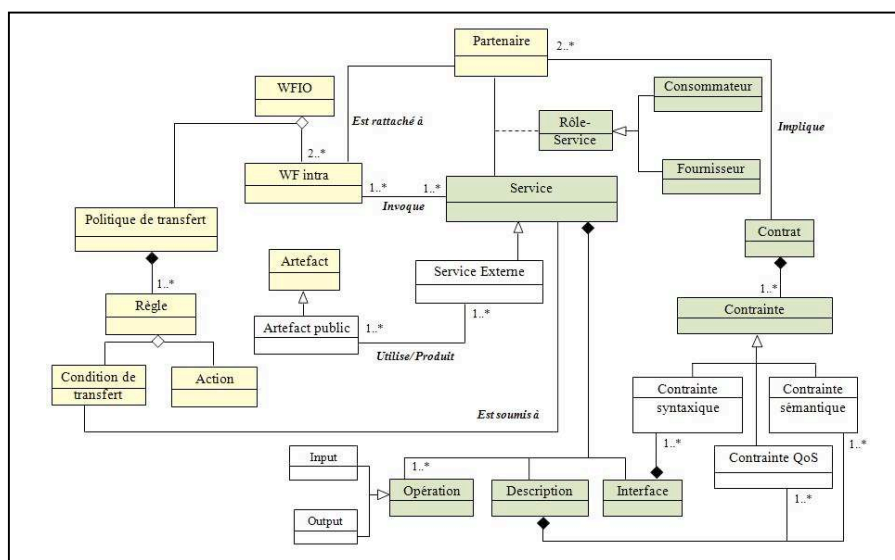 Partenaire
2..*
WFIO
Consommateur
Est rattaché à
Rôle-
Service
Implique
2..*
WF intra
Fournisseur
1..*
1..*
Service
Invoque
Politique de transfert
Contrat
Artefact
Service Externe
1..*
1..*
Règle
Contrainte
Artefact public
1..*
1..*
Utilise/Produit
Condition de
transfert
Action
Contrainte
syntaxique
Contrainte
sémantique
Est soumis à
1..*
1..*
Input
1..*
Contrainte QoS
Opération
Description
Interface
1..*
Output